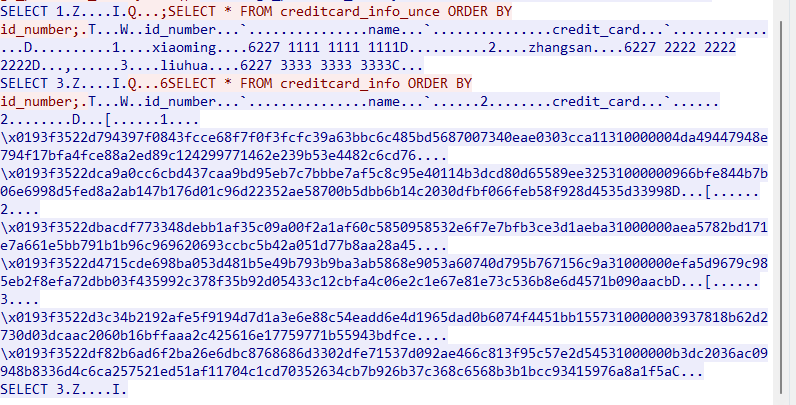 SELECT 1.Z....I.Q...;SELECT * FROM creditcard_info_unce ORDER BY
id_number;.T...W..id_number...`...............name...`................credit_card...`.............
...D..........1....xiaoming....6227 1111 1111 1111D..........2....zhangsan....6227 2222 2222
2222D...,......3....liuhua....6227 3333 3333 3333C...
SELECT 3.Z....I.Q...6SELECT * FROM creditcard_info ORDER BY
id_number;.T...W..id_number...`...............name...`......2........credit_card...`......
2........D...[......1....
\x0193f3522d794397f0843fcce68f7f0f3fcfc39a63bbc6c485bd5687007340eae0303cca11310000004da49447948e
794f17bfa4fce88a2ed89c124299771462e239b53e4482c6cd76....
\x0193f3522dca9a0cc6cbd437caa9bd95eb7c7bbbe7af5c8c95e40114b3dcd80d65589ee32531000000966bfe844b7b
06e6998d5fed8a2ab147b176d01c96d22352ae58700b5dbb6b14c2030dfbf066feb58f928d4535d33998D...[......
2....
\x0193f3522dbacdf773348debb1af35c09a00f2a1af60c5850958532e6f7e7bfb3ce3d1aeba31000000aea5782bd171
e7a661e5bb791b1b96c969620693ccbc5b42a051d77b8aa28a45....
\x0193f3522d4715cde698ba053d481b5e49b793b9ba3ab5868e9053a60740d795b767156c9a31000000efa5d9679c98
5eb2f8efa72dbb03f435992c378f35b92d05433c12cbfa4c06e2c1e67e81e73c536b8e6d4571b090aacbD...[......
3....
\x0193f3522d3c34b2192afe5f9194d7d1a3e6e88c54eadd6e4d1965dad0b6074f4451bb1557310000003937818b62d2
730d03dcaac2060b16bffaaa2c425616e17759771b55943bdfce....
\x0193f3522df82b6ad6f2ba26e6dbc8768686d3302dfe71537d092ae466c813f95c57e2d54531000000b3dc2036ac09
948b8336d4c6ca257521ed51af11704c1cd70352634cb7b926b37c368c6568b3b1bcc93415976a8a1f5aC...
SELECT 3.Z....I.